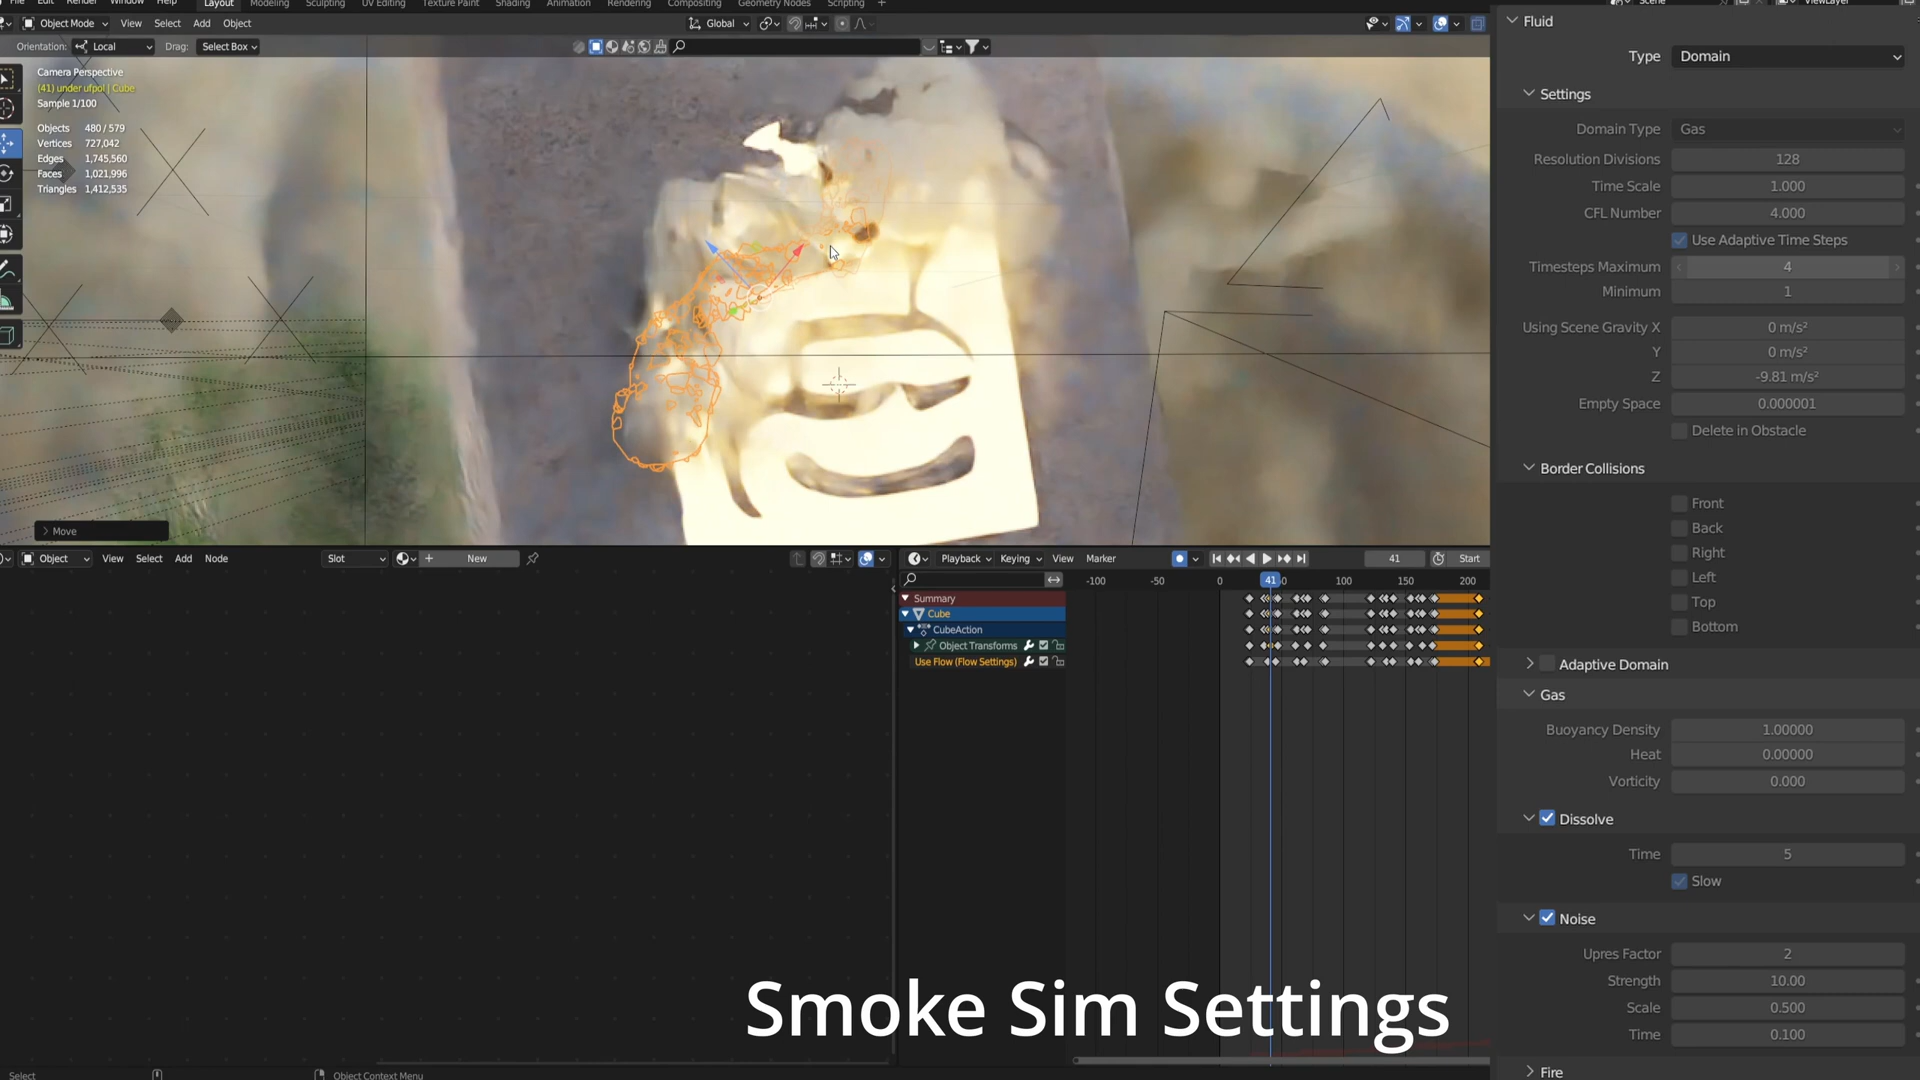 File Edit Render Window Help Layout Modeling Sculpting UV Editing Texture Paint Shading Animation Rendering Compositing Geometry Nodes Scripting + Scene ViewLayer
Object Mode View Select Add Object Global
Orientation: Local Drag: Select Box
Camera Perspective
(41) under ufpol | Cube
Sample 1/100
Objects 480 / 579
Vertices 727,042
Edges 1,745,560
Faces 1,021,996
Triangles 1,412,535
Move
Object View Select Add Node Slot + New
Playback Keying View Marker 41 Start
-100 -50 0 41 100 150 200
Summary
Cube
CubeAction
Object Transforms
Use Flow (Flow Settings)
Select Object Context Menu
Smoke Sim Settings
Fluid
Type Domain
Settings
Domain Type Gas
Resolution Divisions 128
Time Scale 1.000
CFL Number 4.000
Use Adaptive Time Steps
Timesteps Maximum 4
Minimum 1
Using Scene Gravity X 0 m/s²
Y 0 m/s²
Z -9.81 m/s²
Empty Space 0.000001
Delete in Obstacle
Border Collisions
Front
Back
Right
Left
Top
Bottom
Adaptive Domain
Gas
Buoyancy Density 1.00000
Heat 0.00000
Vorticity 0.000
Dissolve
Time 5
Slow
Noise
Upres Factor 2
Strength 10.00
Scale 0.500
Time 0.100
Fire